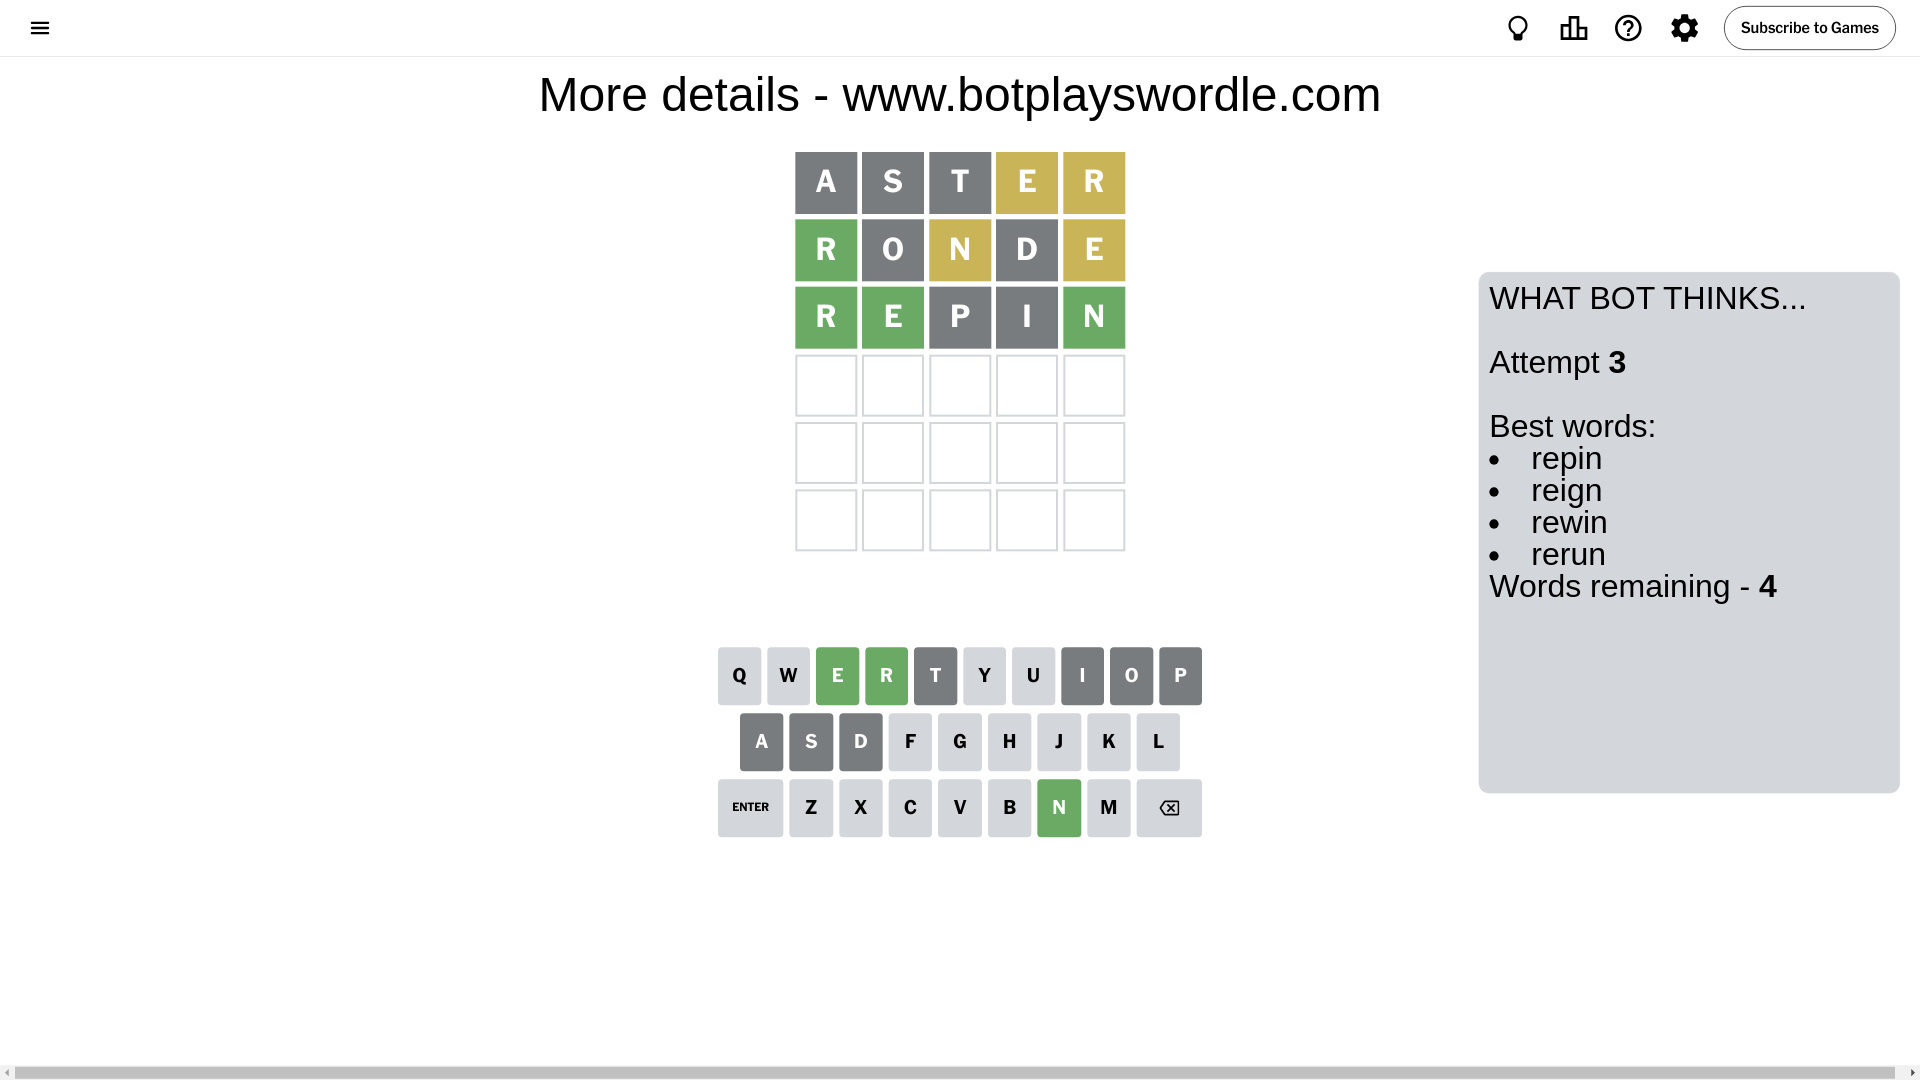 Subscribe to Games
More details - www.botplayswordle.com
A S T E R
R O N D E
R E P I N
WHAT BOT THINKS...
Attempt 3
Best words:
• repin
• reign
• rewin
• rerun
Words remaining - 4
Q W E R T Y U I O P
A S D F G H J K L
ENTER Z X C V B N M